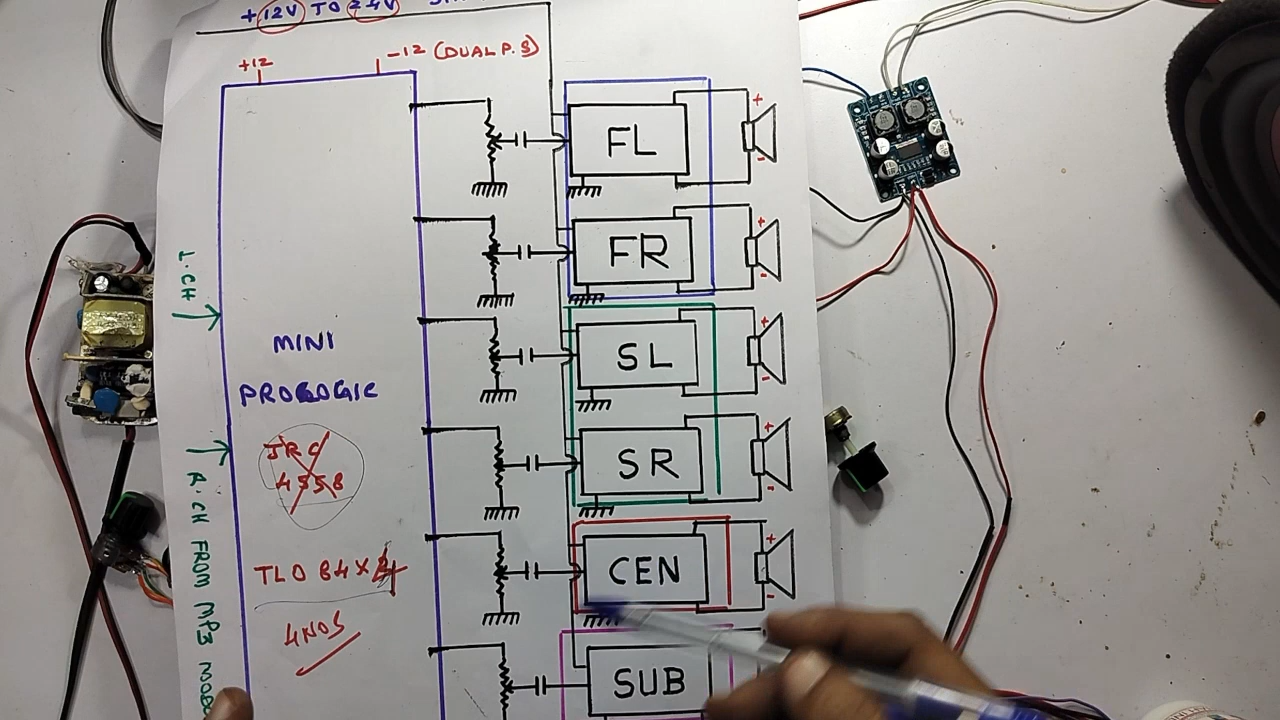 +12V TO 24V
+12
-12 (DUAL P.S)
FL
+
-
FR
+
-
L.CH
SL
+
-
MINI
PROLOGIC
JRC
4558
SR
+
-
R.CH FROM MP3
TL084X4
CEN
+
-
4NOS
SUB